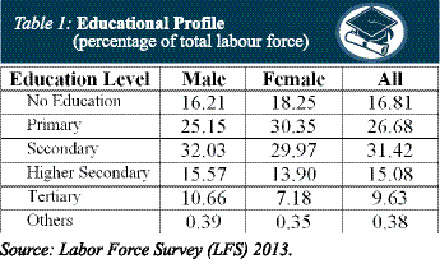 Table 1: Educational Profile
(percentage of total labour force)
Education Level Male Female All
No Education 16.21 18.25 16.81
Primary 25.15 30.35 26.68
Secondary 32.03 29.97 31.42
Higher Secondary 15.57 13.90 15.08
Tertiary 10.66 7.18 9.63
Others 0.39 0.35 0.38
Source: Labor Force Survey (LFS) 2013.